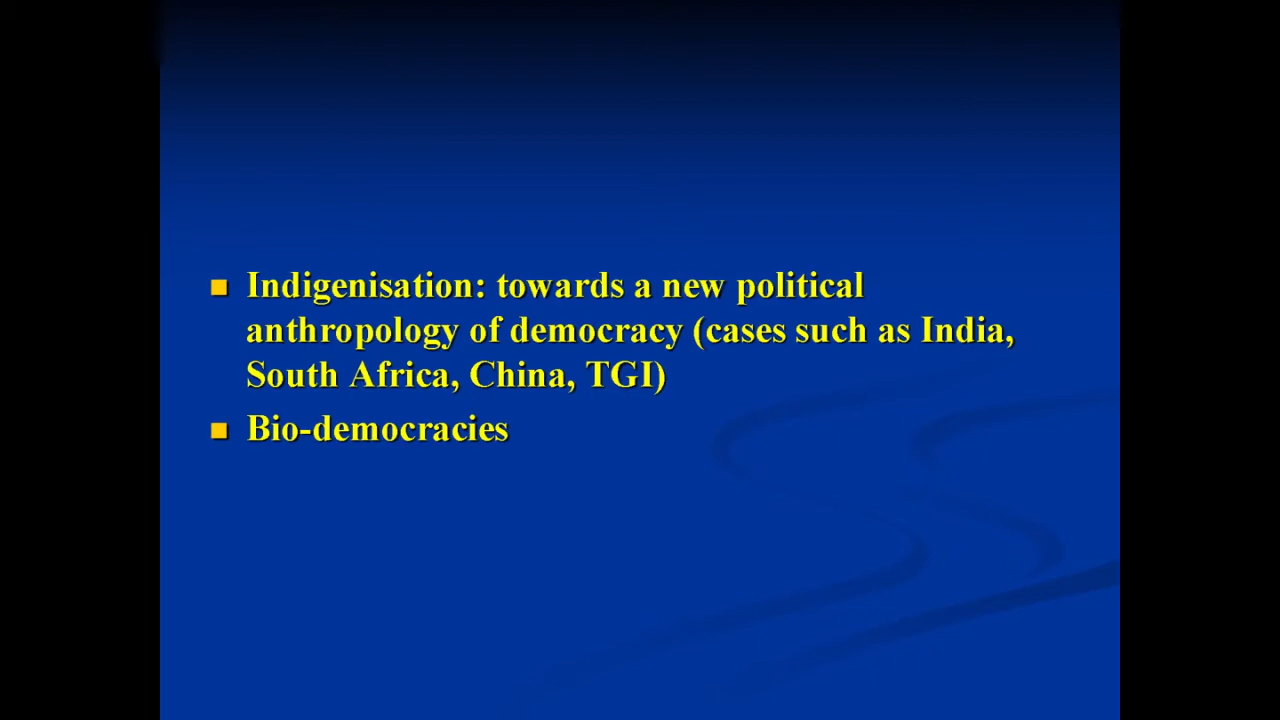 Indigenisation: towards a new political
anthropology of democracy (cases such as India,
South Africa, China, TGI)
Bio-democracies